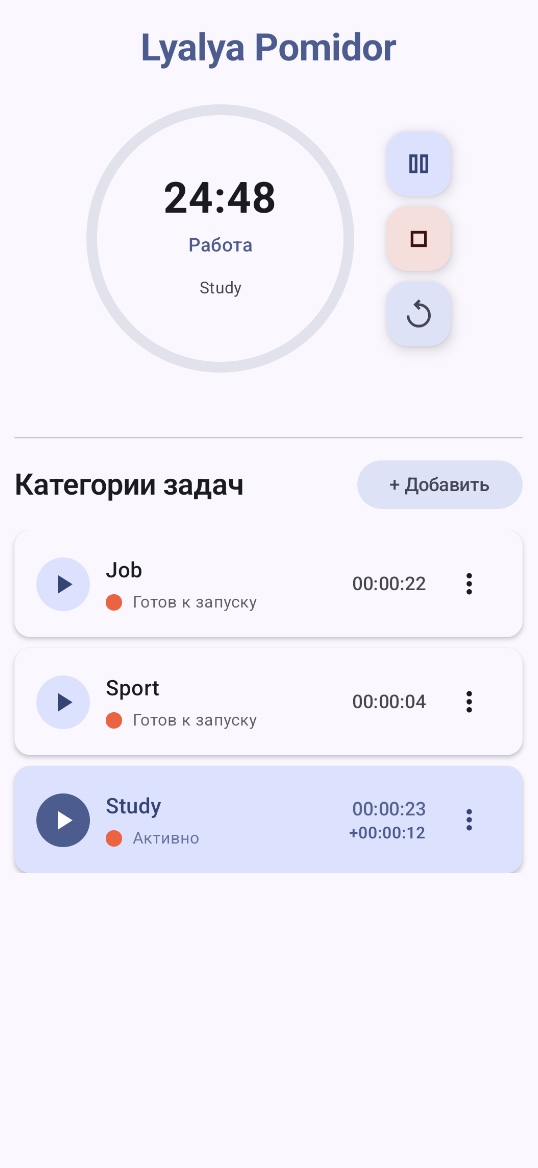 Lyalya Pomidor
24:48
Работа
Study
Категории задач
+ Добавить
Job
Готов к запуску
00:00:22
Sport
Готов к запуску
00:00:04
Study
Активно
00:00:23
+00:00:12